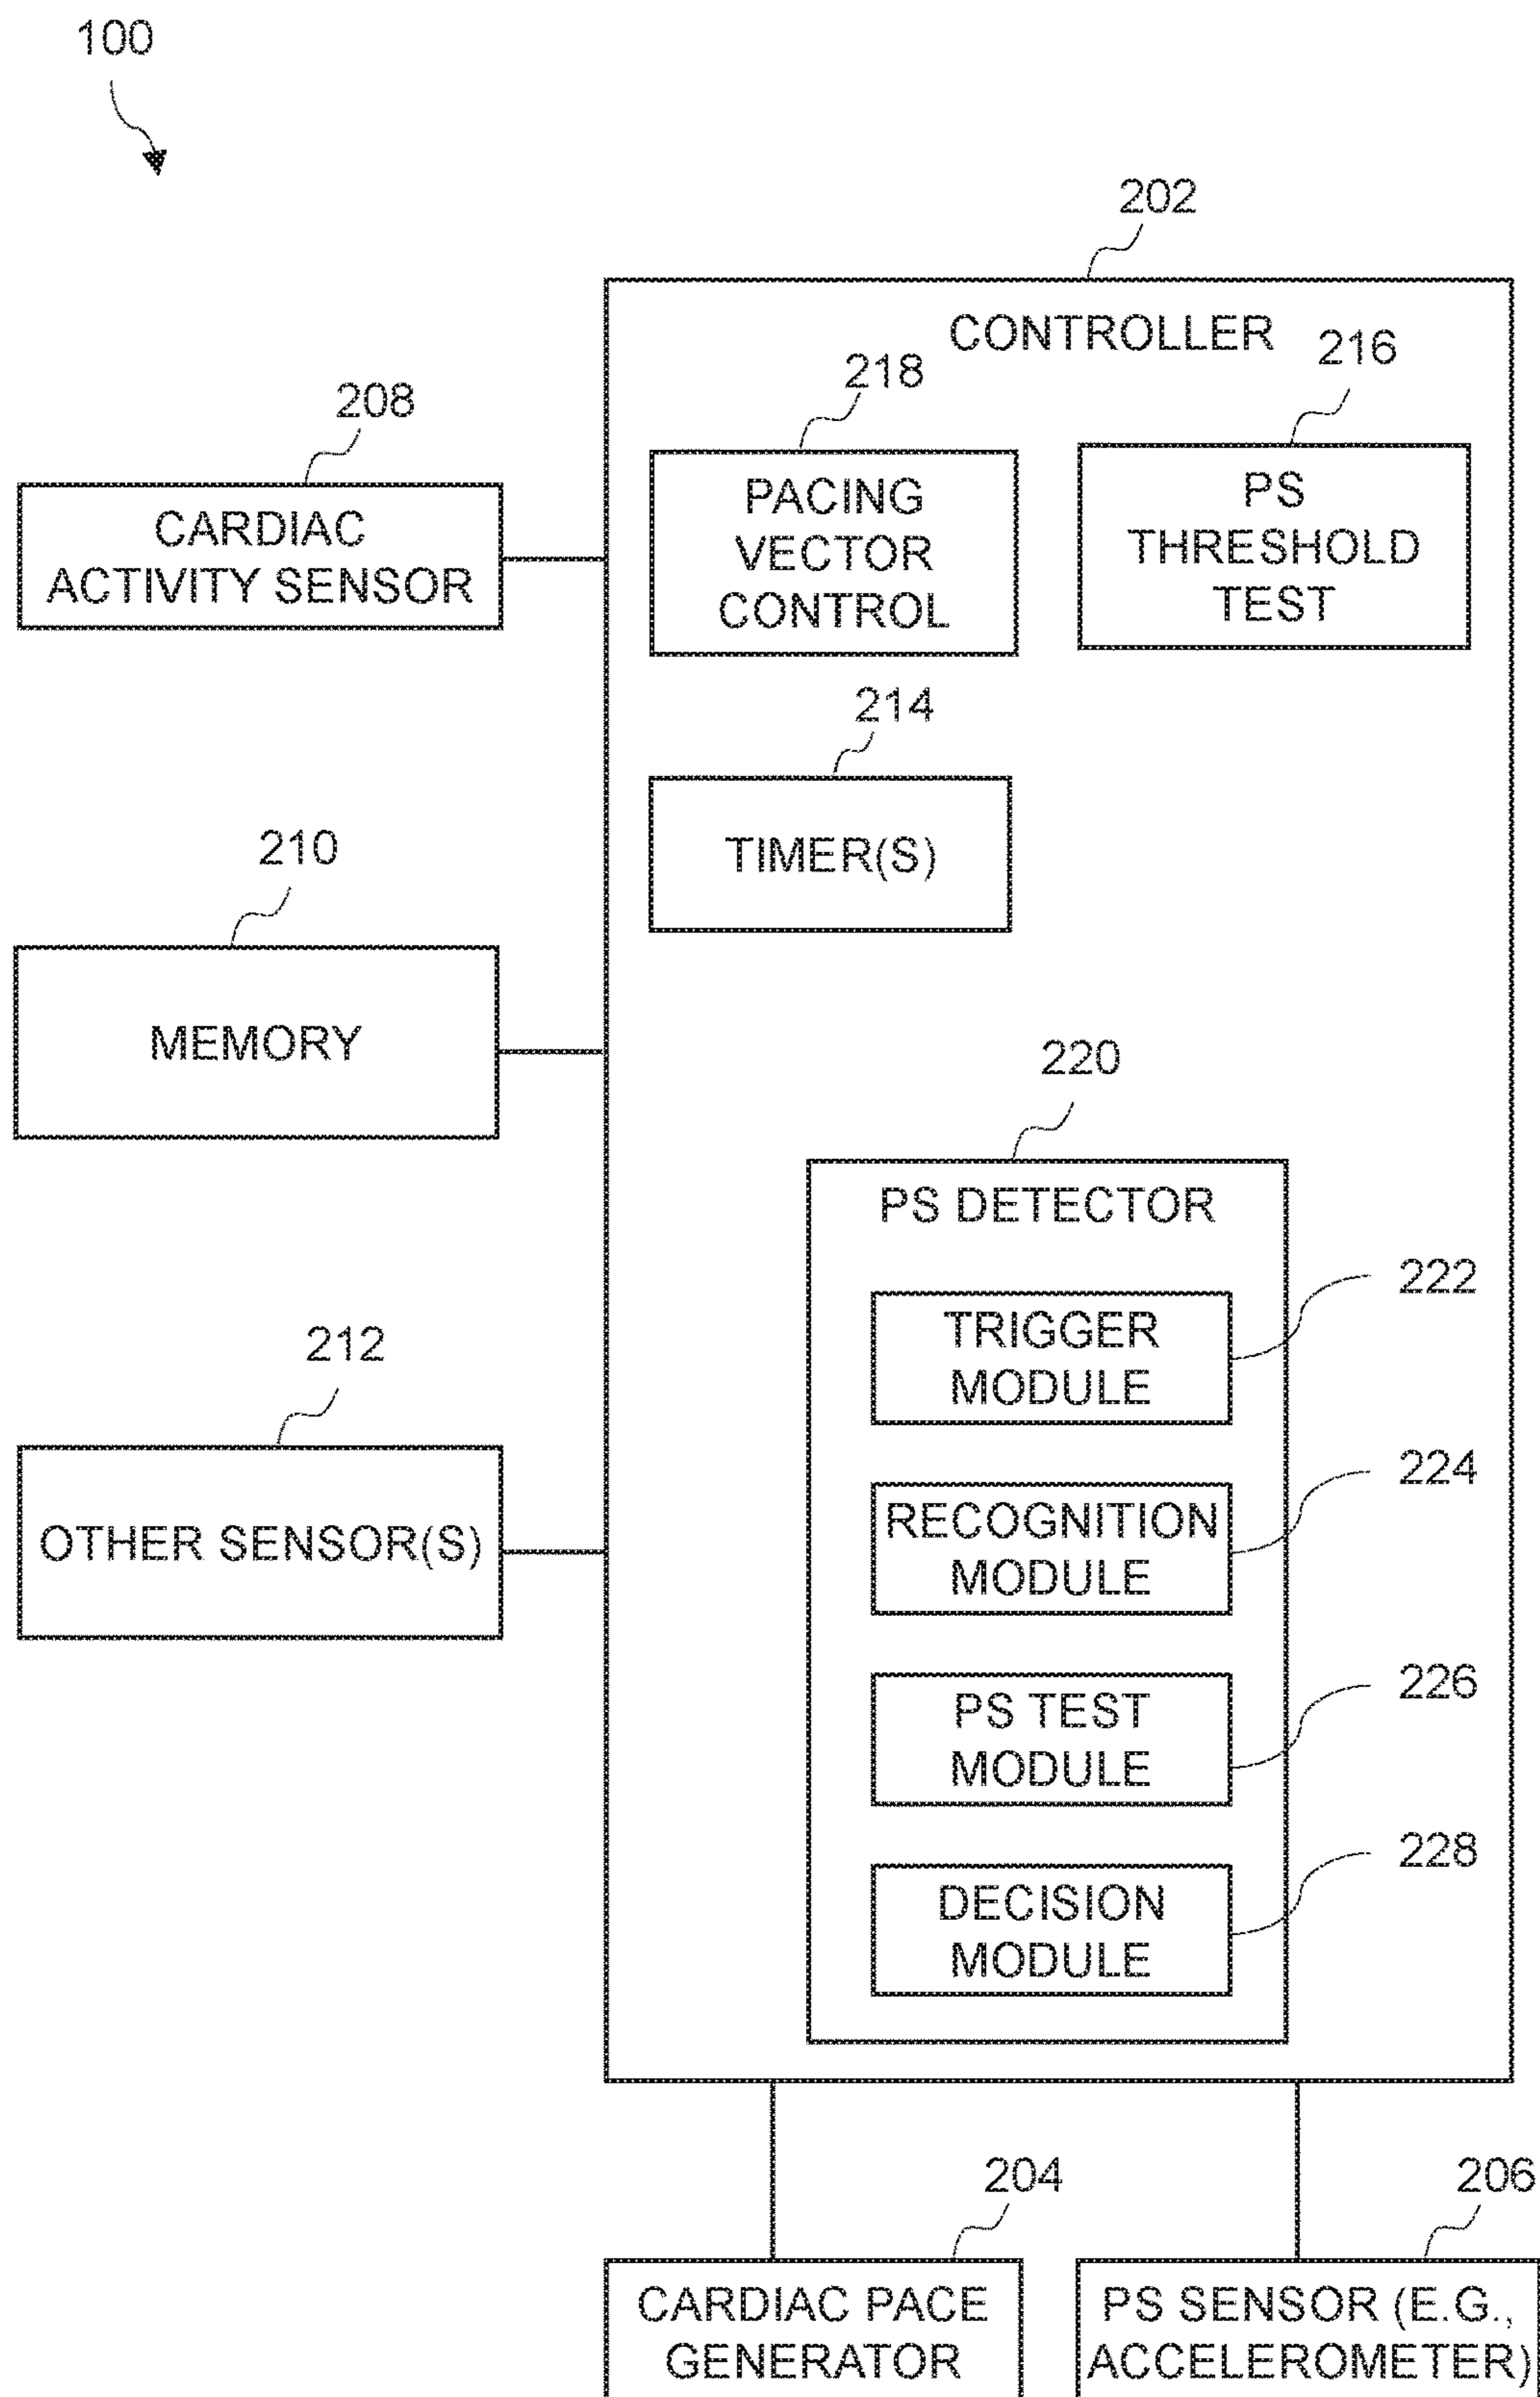 100
202
CONTROLLER
218
216
208
PACING
VECTOR
CONTROL
PS
THRESHOLD
TEST
CARDIAC
ACTIVITY SENSOR
214
TIMER(S)
210
MEMORY
220
PS DETECTOR
222
TRIGGER
MODULE
212
OTHER SENSOR(S)
224
RECOGNITION
MODULE
226
PS TEST
MODULE
228
DECISION
MODULE
204
CARDIAC PACE
GENERATOR
206
PS SENSOR (E.G.,
ACCELEROMETER)